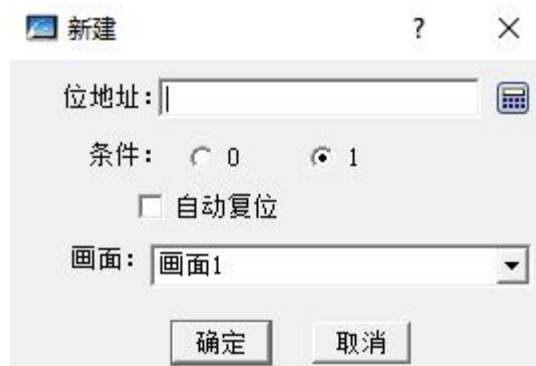 新建
位地址:
条件: 0 1
自动复位
画面: 画面1
确定 取消